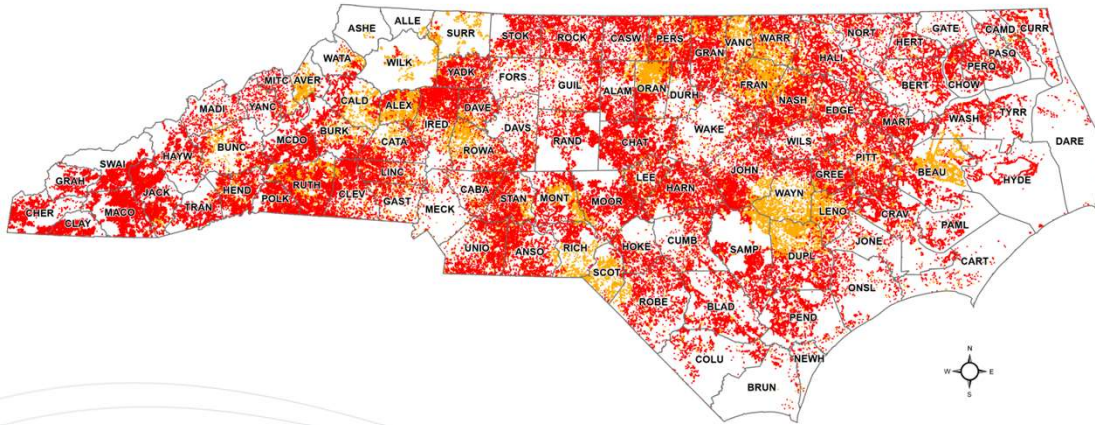 ASHE ALLE SURR STOK ROCK CASW PERS GRAN VANC WARR NORT HERT GATE CAMD CURR
PASQ
PERQ
WATA WILK YADK FORS GUIL ALAM ORAN DURH FRAN HALI BERT CHOW
MITC AVER CALD ALEX DAVE NASH EDGE MART WASH TYRR
MADI YANC IRED DAVS RAND CHAT WAKE WILS DARE
BUNC MCDO BURK CATA ROWA PITT BEAU HYDE
SWAI HAYW LINC LEE JOHN GREE
GRAH JACK HEND RUTH CLEV CABA STAN MONT MOOR HARN WAYN LENO CRAV
CHER CLAY MACO TRAN POLK GAST MECK PAML
UNIO ANSO RICH HOKE CUMB SAMP DUPL JONE CART
SCOT ROBE BLAD PEND ONSL
COLU NEWH
BRUN
N
W E
S